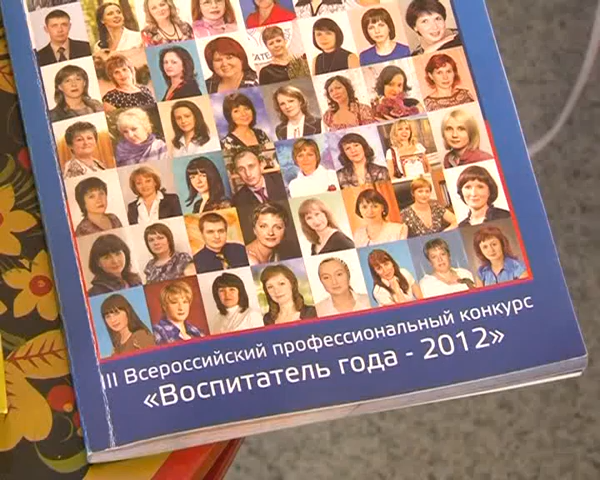 III Всероссийский профессиональный конкурс
«Воспитатель года - 2012»